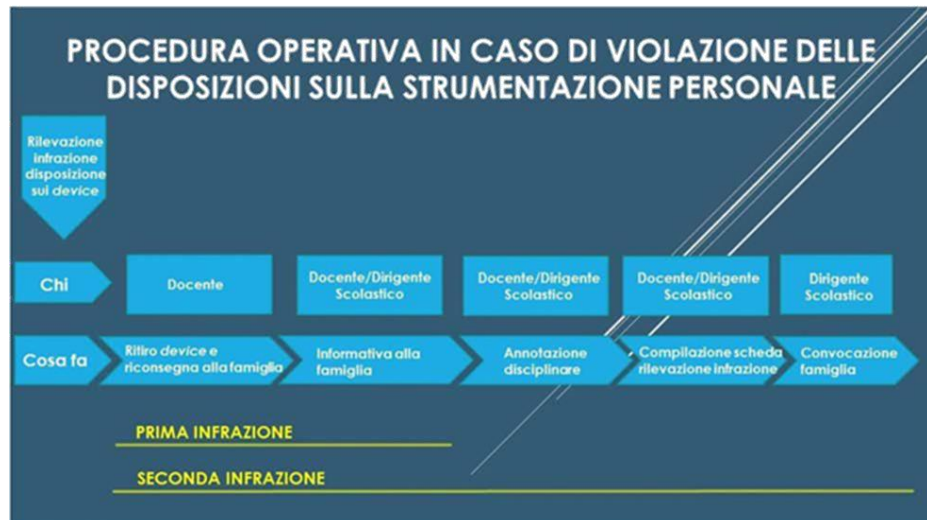 PROCEDURA OPERATIVA IN CASO DI VIOLAZIONE DELLE
DISPOSIZIONI SULLA STRUMENTAZIONE PERSONALE
Rilevazione
infrazione
disposizione
sui device
Chi
Docente
Docente/Dirigente
Scolastico
Docente/Dirigente
Scolastico
Docente/Dirigente
Scolastico
Dirigente
Scolastico
Cosa fa
Ritiro device e
riconsegna alla famiglia
Informativa alla
famiglia
Annotazione
disciplinare
Compilazione scheda
rilevazione infrazione
Convocazione
famiglia
PRIMA INFRAZIONE
SECONDA INFRAZIONE